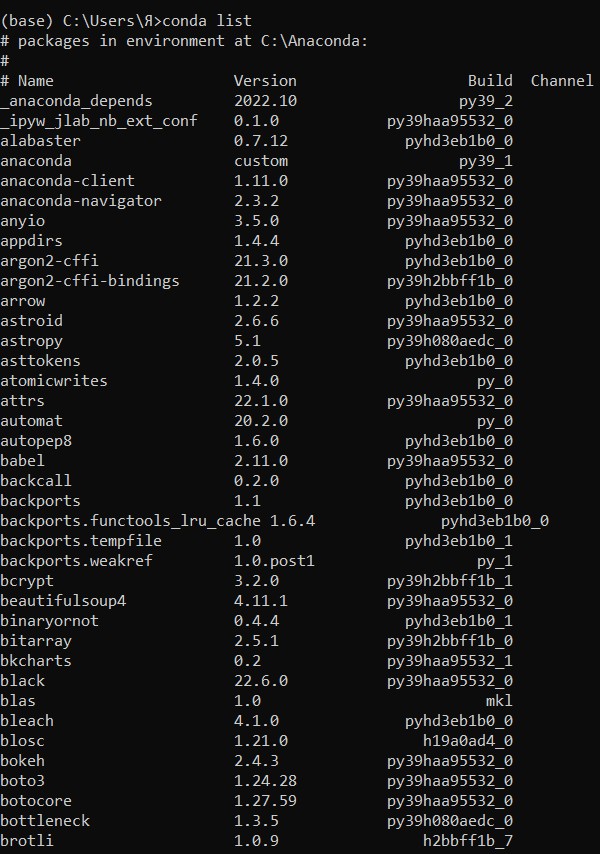 (base) C:\Users\Я>conda list
# packages in environment at C:\Anaconda:
#
# Name                    Version                   Build  Channel
_anaconda_depends         2022.10                  py39_2
_ipyw_jlab_nb_ext_conf    0.1.0            py39haa95532_0
alabaster                 0.7.12             pyhd3eb1b0_0
anaconda                  custom                   py39_1
anaconda-client           1.11.0           py39haa95532_0
anaconda-navigator        2.3.2            py39haa95532_0
anyio                     3.5.0            py39haa95532_0
appdirs                   1.4.4              pyhd3eb1b0_0
argon2-cffi               21.3.0             pyhd3eb1b0_0
argon2-cffi-bindings      21.2.0           py39h2bbff1b_0
arrow                     1.2.2              pyhd3eb1b0_0
astroid                   2.6.6            py39haa95532_0
astropy                   5.1              py39h080aedc_0
asttokens                 2.0.5              pyhd3eb1b0_0
atomicwrites              1.4.0                      py_0
attrs                     22.1.0           py39haa95532_0
automat                   20.2.0                     py_0
autopep8                  1.6.0              pyhd3eb1b0_0
babel                     2.11.0           py39haa95532_0
backcall                  0.2.0              pyhd3eb1b0_0
backports                 1.1                pyhd3eb1b0_0
backports.functools_lru_cache 1.6.4              pyhd3eb1b0_0
backports.tempfile        1.0                pyhd3eb1b0_1
backports.weakref         1.0.post1                  py_1
bcrypt                    3.2.0            py39h2bbff1b_1
beautifulsoup4            4.11.1           py39haa95532_0
binaryornot               0.4.4              pyhd3eb1b0_1
bitarray                  2.5.1            py39h2bbff1b_0
bkcharts                  0.2              py39haa95532_1
black                     22.6.0           py39haa95532_0
blas                      1.0                         mkl
bleach                    4.1.0              pyhd3eb1b0_0
blosc                     1.21.0               h19a0ad4_0
bokeh                     2.4.3            py39haa95532_0
boto3                     1.24.28          py39haa95532_0
botocore                  1.27.59          py39haa95532_0
bottleneck                1.3.5            py39h080aedc_0
brotli                    1.0.9                h2bbff1b_7